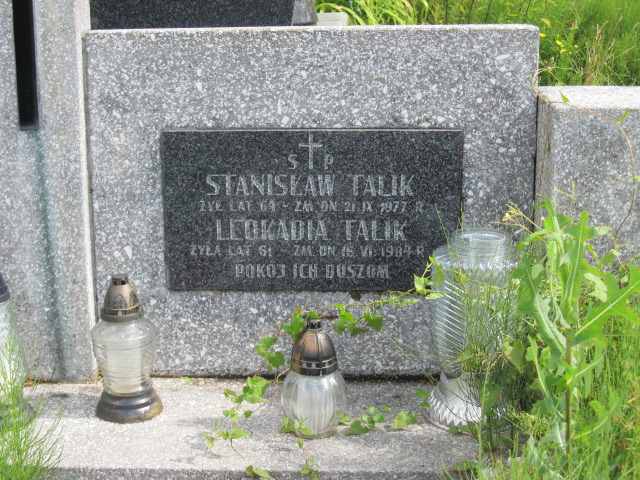 S P
STANISŁAW TALIK
ŻYŁ LAT 64 - ZM. DN 21 IX 1977 R
LEOKADIA TALIK
ŻYŁA LAT 61 ZM. DN 16 VI 1984 R
POKÓJ ICH DUSZOM